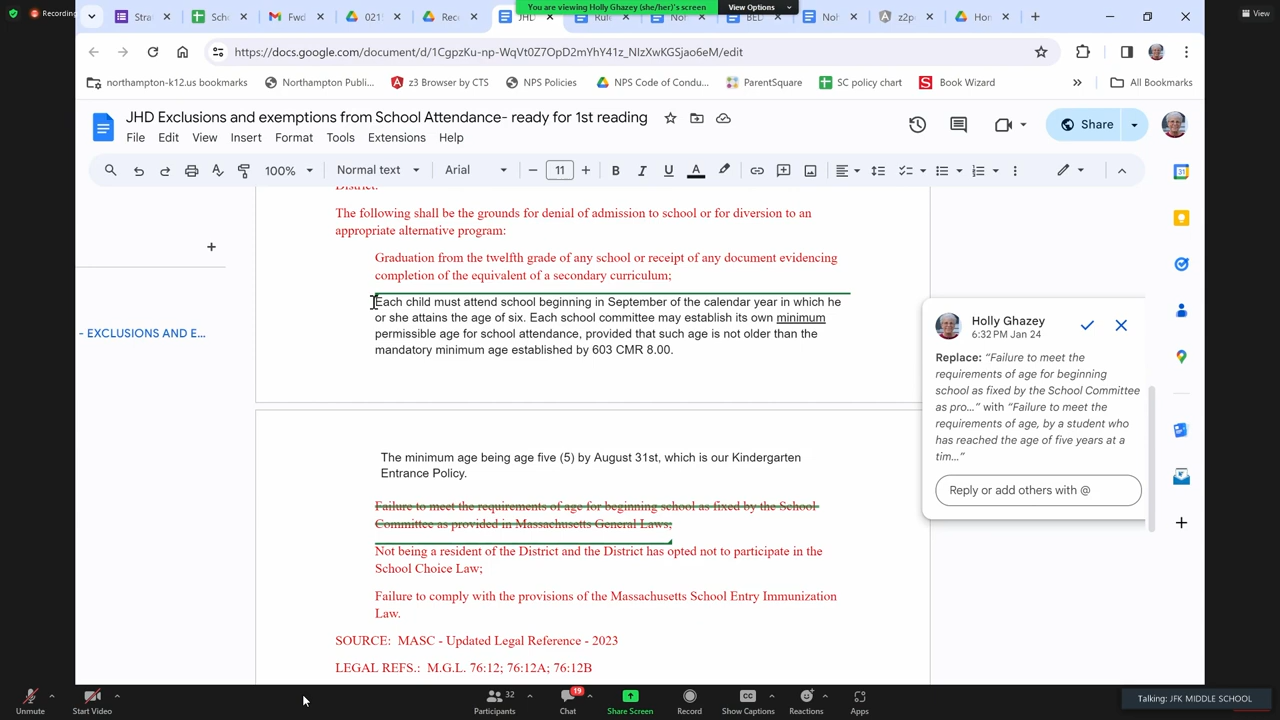 Recording
You are viewing Holly Ghazey (she/her)'s screen
View Options
View
Stra
Sch
Fwd
021
Rec
JHD
Rule
BED
No!
z2p
Hor
https://docs.google.com/document/d/1CgpzKu-np-WqVt0Z7OpD2mYhY41z_NIzXwKGSjao6eM/edit
northampton-k12.us bookmarks
Northampton Publi...
z3 Browser by CTS
NPS Policies
NPS Code of Condu...
ParentSquare
SC policy chart
Book Wizard
All Bookmarks
JHD Exclusions and exemptions from School Attendance- ready for 1st reading
File Edit View Insert Format Tools Extensions Help
Share
100% Normal text Arial 11
District.
The following shall be the grounds for denial of admission to school or for diversion to an
appropriate alternative program:
Graduation from the twelfth grade of any school or receipt of any document evidencing
completion of the equivalent of a secondary curriculum;
Each child must attend school beginning in September of the calendar year in which he
or she attains the age of six. Each school committee may establish its own minimum
permissible age for school attendance, provided that such age is not older than the
mandatory minimum age established by 603 CMR 8.00.
- EXCLUSIONS AND E...
The minimum age being age five (5) by August 31st, which is our Kindergarten
Entrance Policy.
Failure to meet the requirements of age for beginning school as fixed by the School
Committee as provided in Massachusetts General Laws;
Not being a resident of the District and the District has opted not to participate in the
School Choice Law;
Failure to comply with the provisions of the Massachusetts School Entry Immunization
Law.
SOURCE: MASC - Updated Legal Reference - 2023
LEGAL REFS.: M.G.L. 76:12; 76:12A; 76:12B
Holly Ghazey
6:32 PM Jan 24
Replace: “Failure to meet the
requirements of age for beginning
school as fixed by the School Committee
as pro...” with “Failure to meet the
requirements of age, by a student who
has reached the age of five years at a
tim...”
Reply or add others with @
Unmute
Start Video
32
Participants
19
Chat
Share Screen
Record
Show Captions
Reactions
Apps
Talking: JFK MIDDLE SCHOOL